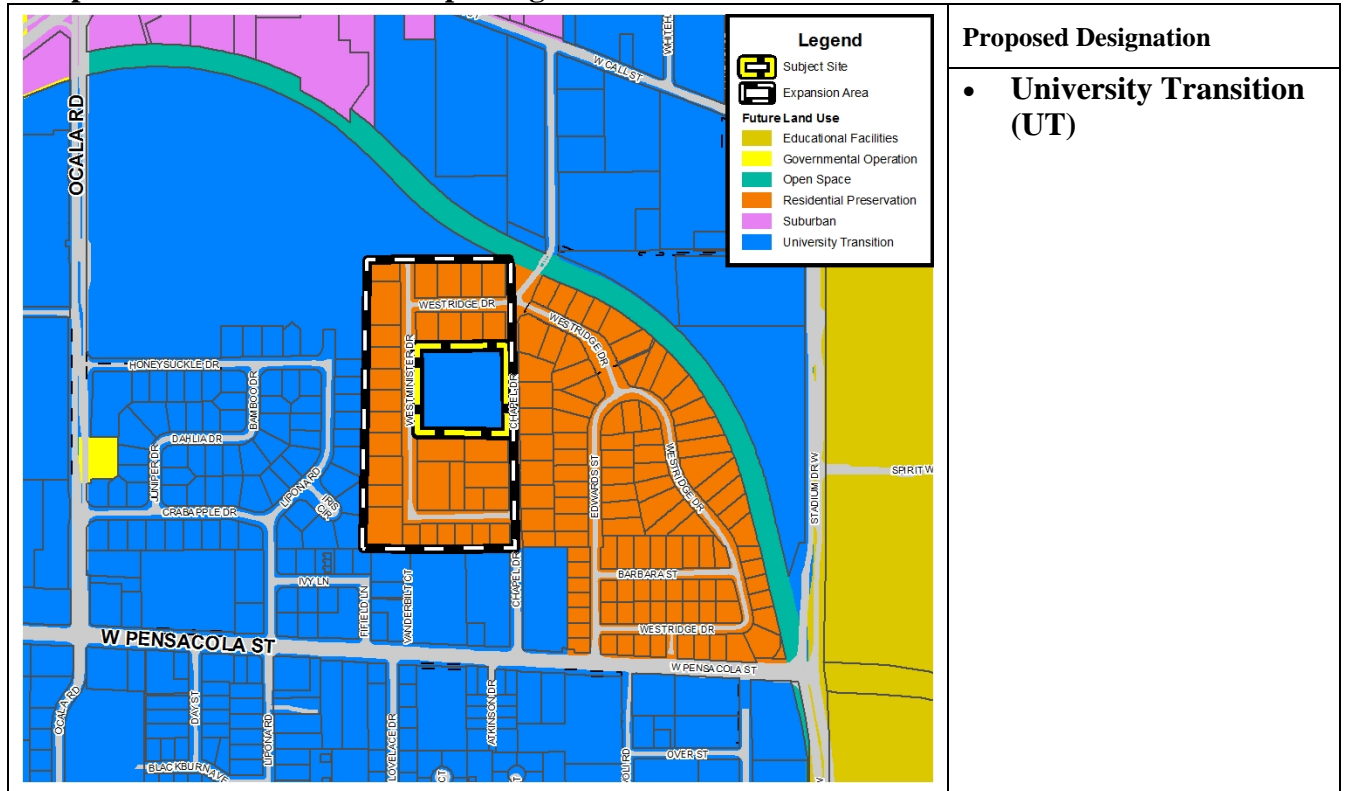 Legend
Subject Site
Expansion Area
Future Land Use
Educational Facilities
Governmental Operation
Open Space
Residential Preservation
Suburban
University Transition
Proposed Designation
• University Transition
(UT)
W CALL ST
OCALA RD
WESTRIDGE DR
WESTRIDGE DR
WESTMINISTER DR
CHAPEL DR
HONEYSUCKLE DR
BAMBOO DR
DAHLIA DR
JUNIPER DR
LIPONA RD
IRIS
CIR
CRABAPPLE DR
EDWARDS ST
WESTRIDGE DR
STADIUM DR W
SPIRIT W
IVY LN
FIFIELD LN
VANDERBILT CT
CHAPEL DR
BARBARA ST
WESTRIDGE DR
W PENSACOLA ST
W PENSACOLA ST
OCALA RD
DAY ST
LIPONA RD
LOVELACE DR
ATKINSON DR
OVER ST
BLACKBURN AVE
CT